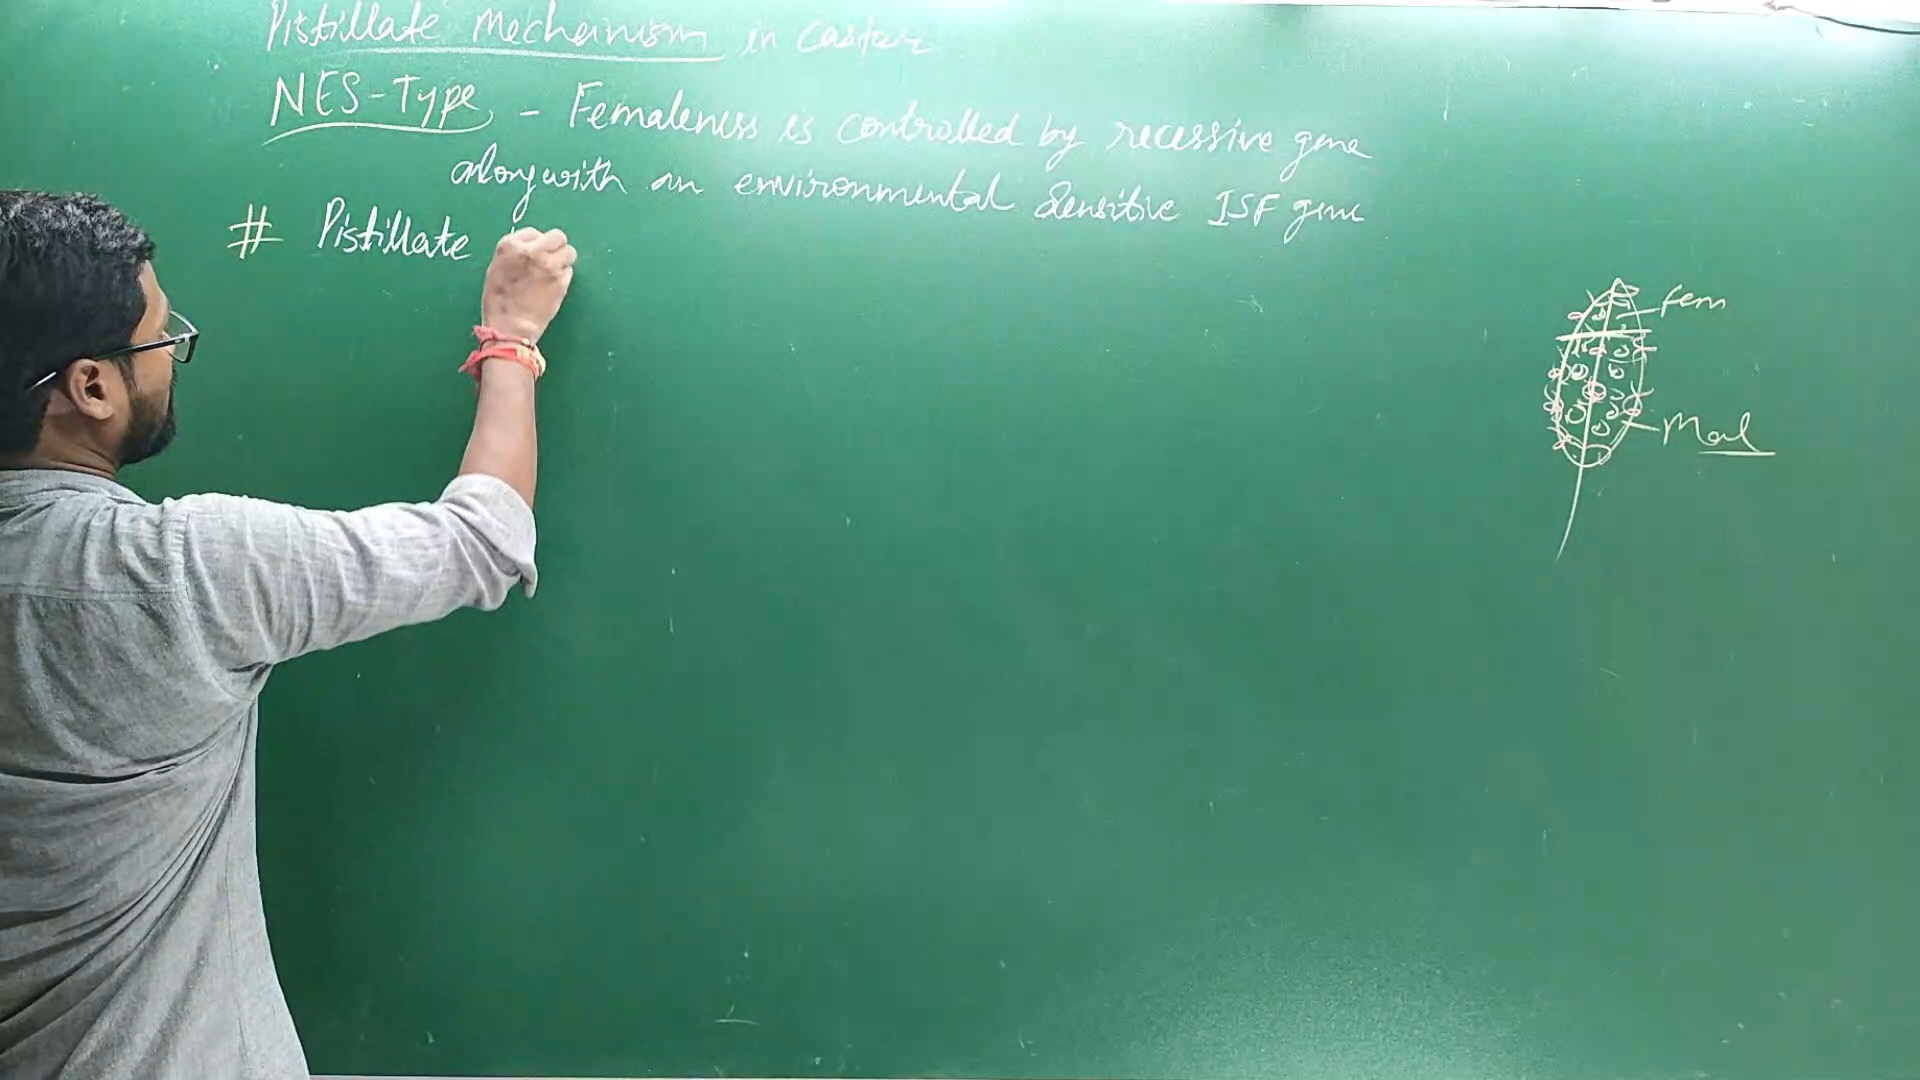 Pistillate Mechanism in Castor
NES-Type - Femaleness is controlled by recessive gene
alongwith an environmental sensitive ISF gene
# Pistillate
fem
Mal